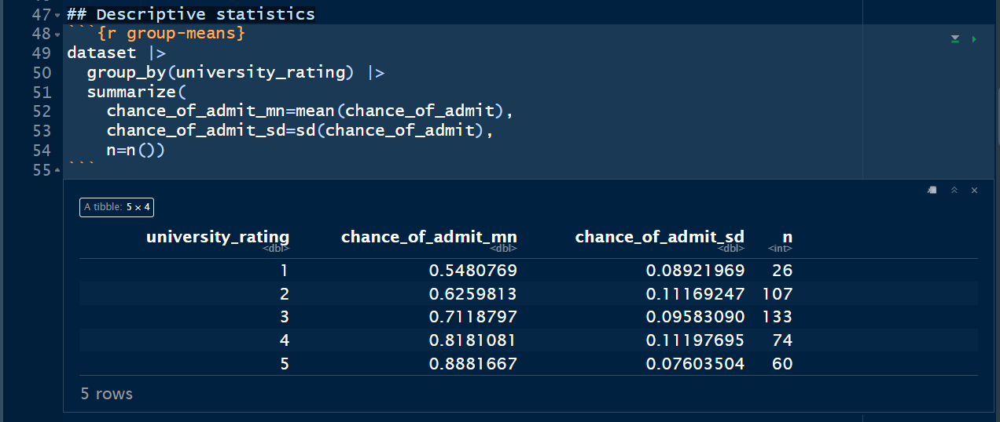 47 ## Descriptive statistics
48 ```{r group-means}
49 dataset |>
50   group_by(university_rating) |>
51   summarize(
52     chance_of_admit_mn=mean(chance_of_admit),
53     chance_of_admit_sd=sd(chance_of_admit),
54     n=n())
55 ```
A tibble: 5 × 4
university_rating chance_of_admit_mn chance_of_admit_sd n
<dbl> <dbl> <dbl> <int>
1 0.5480769 0.08921969 26
2 0.6259813 0.11169247 107
3 0.7118797 0.09583090 133
4 0.8181081 0.11197695 74
5 0.8881667 0.07603504 60
5 rows